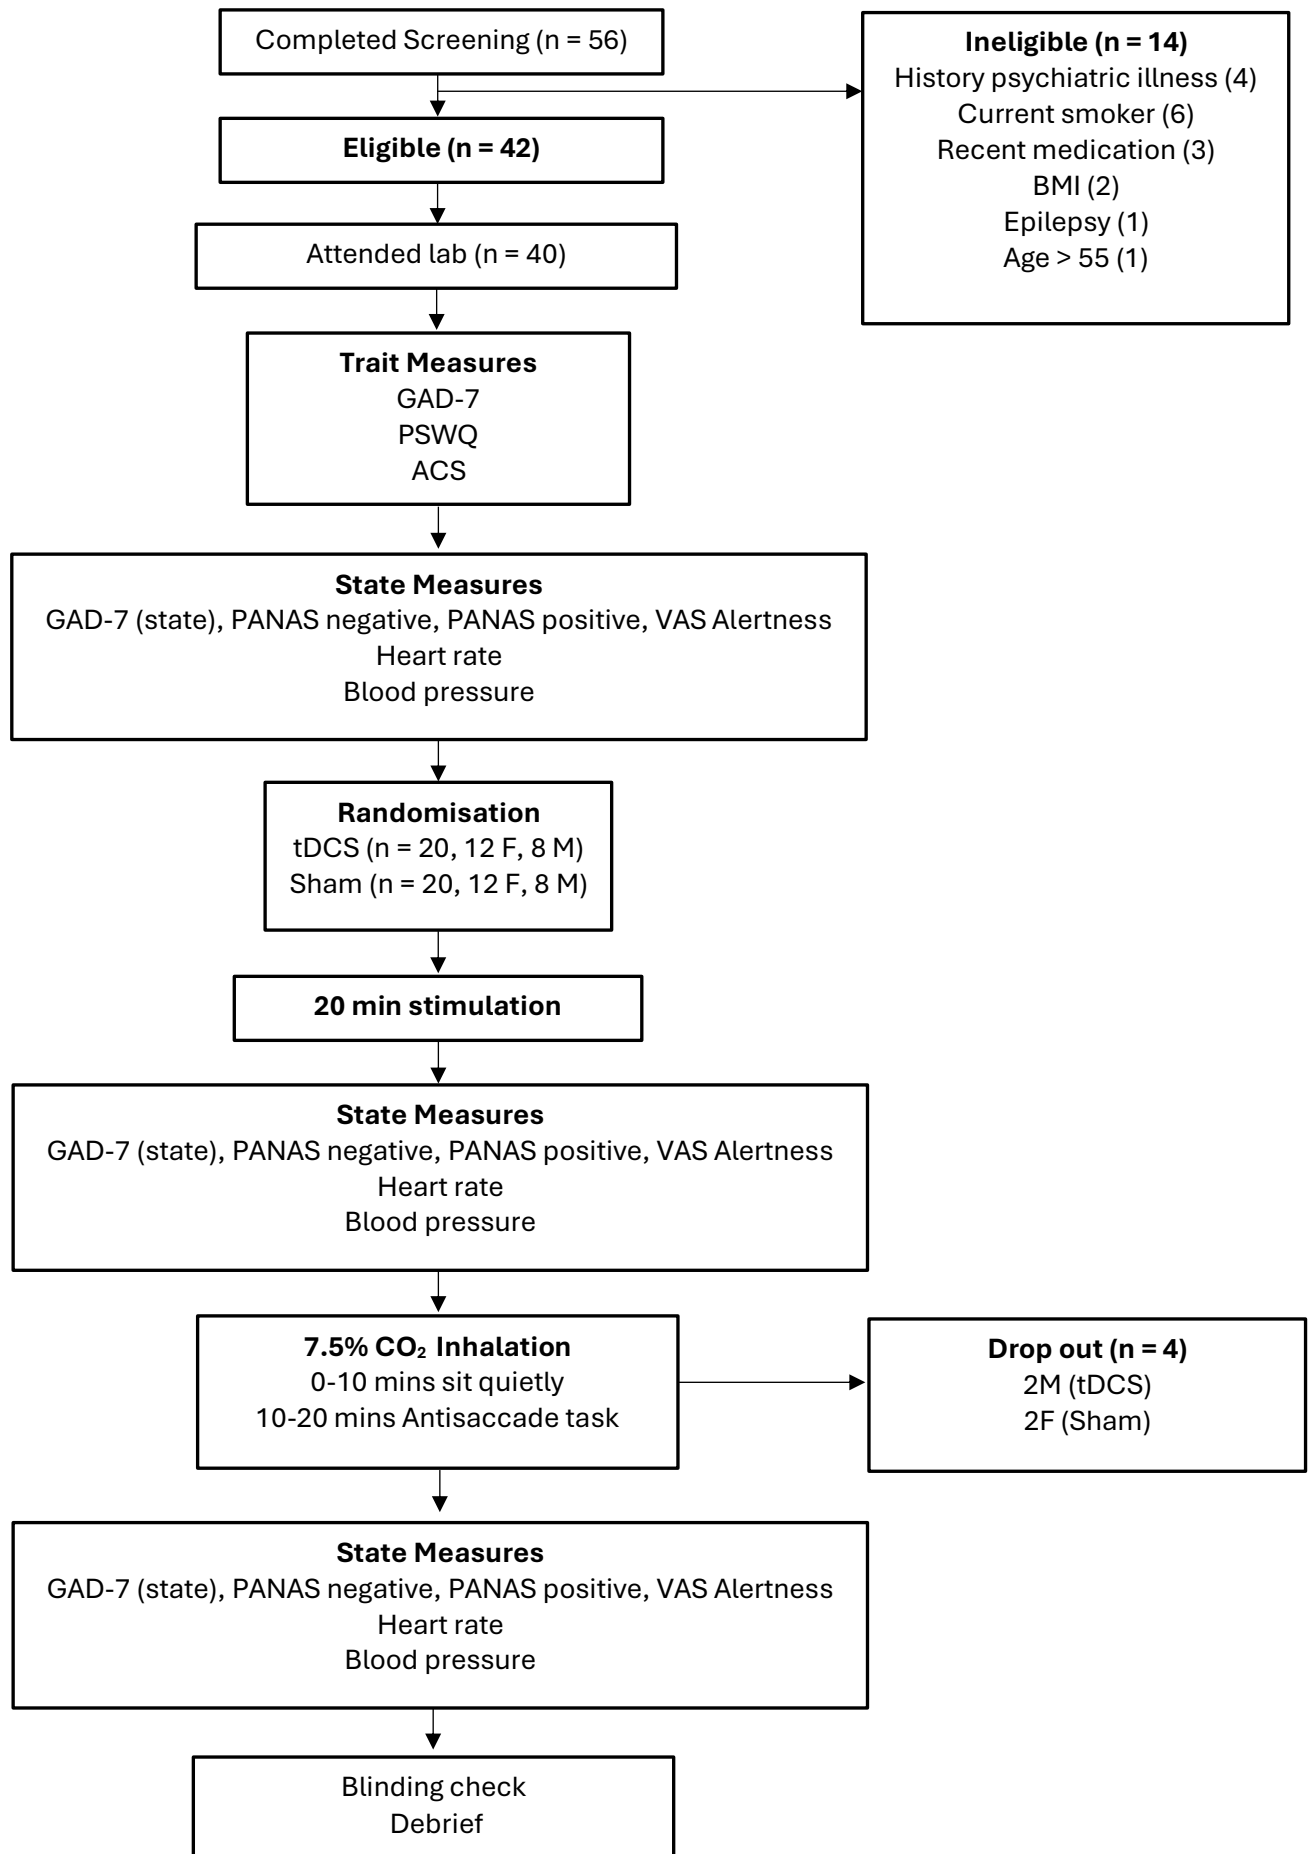 Completed Screening (n = 56)
Ineligible (n = 14)
History psychiatric illness (4)
Current smoker (6)
Recent medication (3)
BMI (2)
Epilepsy (1)
Age > 55 (1)
Eligible (n = 42)
Attended lab (n = 40)
Trait Measures
GAD-7
PSWQ
ACS
State Measures
GAD-7 (state), PANAS negative, PANAS positive, VAS Alertness
Heart rate
Blood pressure
Randomisation
tDCS (n = 20, 12 F, 8 M)
Sham (n = 20, 12 F, 8 M)
20 min stimulation
State Measures
GAD-7 (state), PANAS negative, PANAS positive, VAS Alertness
Heart rate
Blood pressure
7.5% CO₂ Inhalation
0-10 mins sit quietly
10-20 mins Antisaccade task
Drop out (n = 4)
2M (tDCS)
2F (Sham)
State Measures
GAD-7 (state), PANAS negative, PANAS positive, VAS Alertness
Heart rate
Blood pressure
Blinding check
Debrief